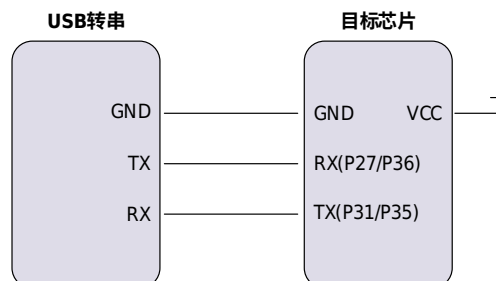 USB转串 目标芯片
GND GND VCC
TX RX(P27/P36)
RX TX(P31/P35)